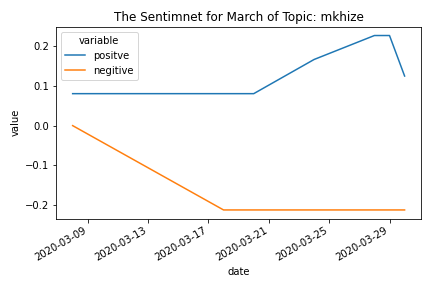 The Sentimnet for March of Topic: mkhize
variable
positve
negitive
value
0.2
0.1
0.0
−0.1
−0.2
2020-03-09
2020-03-13
2020-03-17
2020-03-21
2020-03-25
2020-03-29
date